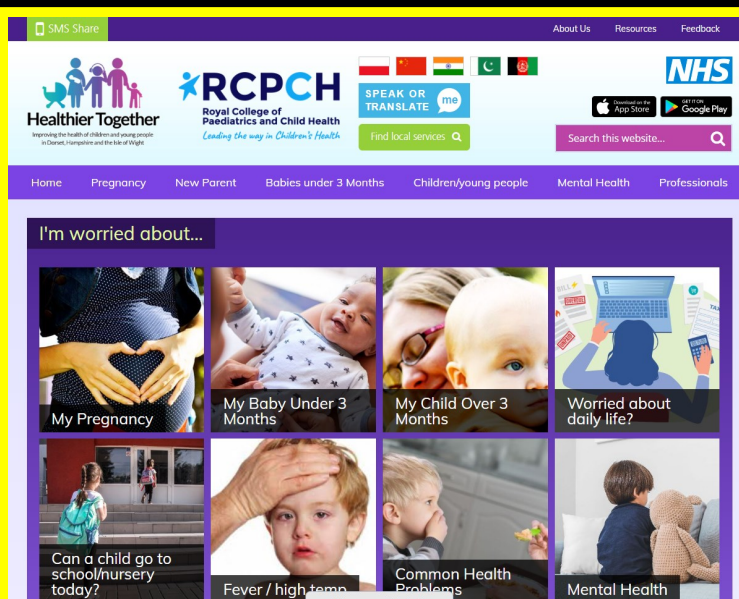 SMS Share
About Us Resources Feedback
Healthier Together
Improving the health of children and young people
in Dorset, Hampshire and the Isle of Wight
RCPCH
Royal College of
Paediatrics and Child Health
Leading the way in Children's Health
SPEAK OR
TRANSLATE
me
Find local services
NHS
Download on the
App Store
GET IT ON
Google Play
Search this website...
Home Pregnancy New Parent Babies under 3 Months Children/young people Mental Health Professionals
I'm worried about...
My Pregnancy
My Baby Under 3
Months
My Child Over 3
Months
BILL
TAX
Worried about
daily life?
Can a child go to
school/nursery
today?
Fever / high temp
Common Health
Problems
Mental Health